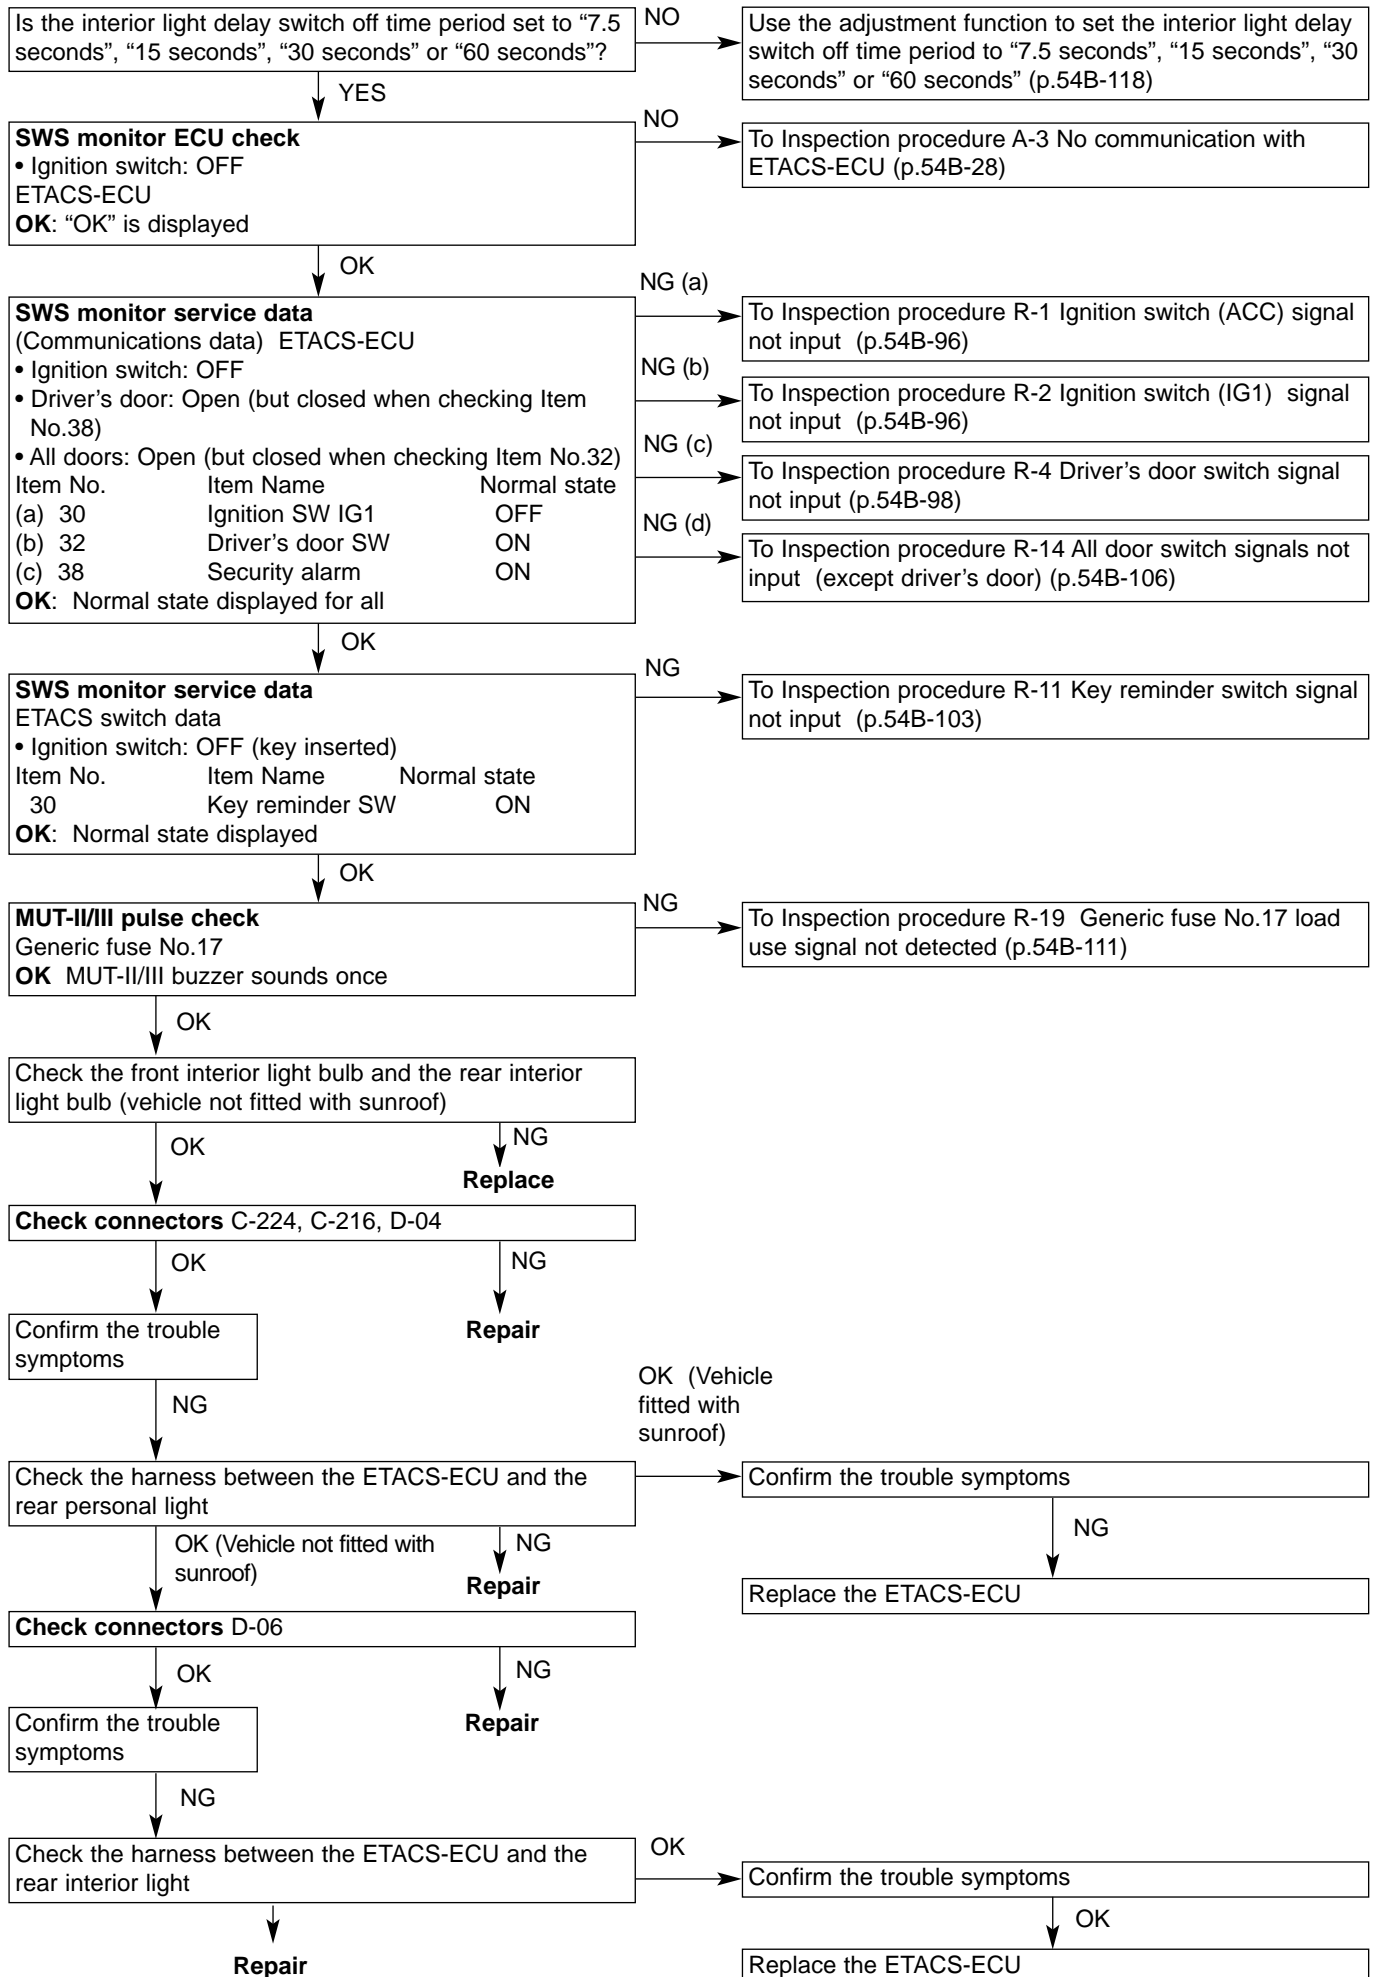 Is the interior light delay switch off time period set to “7.5
seconds”, “15 seconds”, “30 seconds” or “60 seconds”?
NO
Use the adjustment function to set the interior light delay
switch off time period to “7.5 seconds”, “15 seconds”, “30
seconds” or “60 seconds” (p.54B-118)
YES
SWS monitor ECU check
• Ignition switch: OFF
ETACS-ECU
OK: “OK” is displayed
NO
To Inspection procedure A-3 No communication with
ETACS-ECU (p.54B-28)
OK
SWS monitor service data
(Communications data) ETACS-ECU
• Ignition switch: OFF
• Driver’s door: Open (but closed when checking Item
No.38)
• All doors: Open (but closed when checking Item No.32)
Item No. Item Name Normal state
(a) 30 Ignition SW IG1 OFF
(b) 32 Driver’s door SW ON
(c) 38 Security alarm ON
OK: Normal state displayed for all
NG (a)
To Inspection procedure R-1 Ignition switch (ACC) signal
not input (p.54B-96)
NG (b)
To Inspection procedure R-2 Ignition switch (IG1) signal
not input (p.54B-96)
NG (c)
To Inspection procedure R-4 Driver’s door switch signal
not input (p.54B-98)
NG (d)
To Inspection procedure R-14 All door switch signals not
input (except driver’s door) (p.54B-106)
OK
SWS monitor service data
ETACS switch data
• Ignition switch: OFF (key inserted)
Item No. Item Name Normal state
30 Key reminder SW ON
OK: Normal state displayed
NG
To Inspection procedure R-11 Key reminder switch signal
not input (p.54B-103)
OK
MUT-II/III pulse check
Generic fuse No.17
OK MUT-II/III buzzer sounds once
NG
To Inspection procedure R-19 Generic fuse No.17 load
use signal not detected (p.54B-111)
OK
Check the front interior light bulb and the rear interior
light bulb (vehicle not fitted with sunroof)
OK
NG
Replace
Check connectors C-224, C-216, D-04
OK
NG
Confirm the trouble
symptoms
Repair
NG
OK (Vehicle
fitted with
sunroof)
Check the harness between the ETACS-ECU and the
rear personal light
Confirm the trouble symptoms
OK (Vehicle not fitted with
sunroof)
NG
Repair
NG
Replace the ETACS-ECU
Check connectors D-06
OK
NG
Confirm the trouble
symptoms
Repair
NG
Check the harness between the ETACS-ECU and the
rear interior light
OK
Confirm the trouble symptoms
OK
Repair
Replace the ETACS-ECU